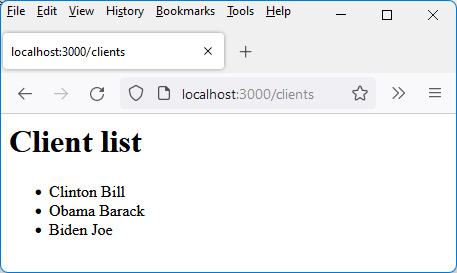 File Edit View History Bookmarks Tools Help
localhost:3000/clients
localhost:3000/clients
Client list
Clinton Bill
Obama Barack
Biden Joe